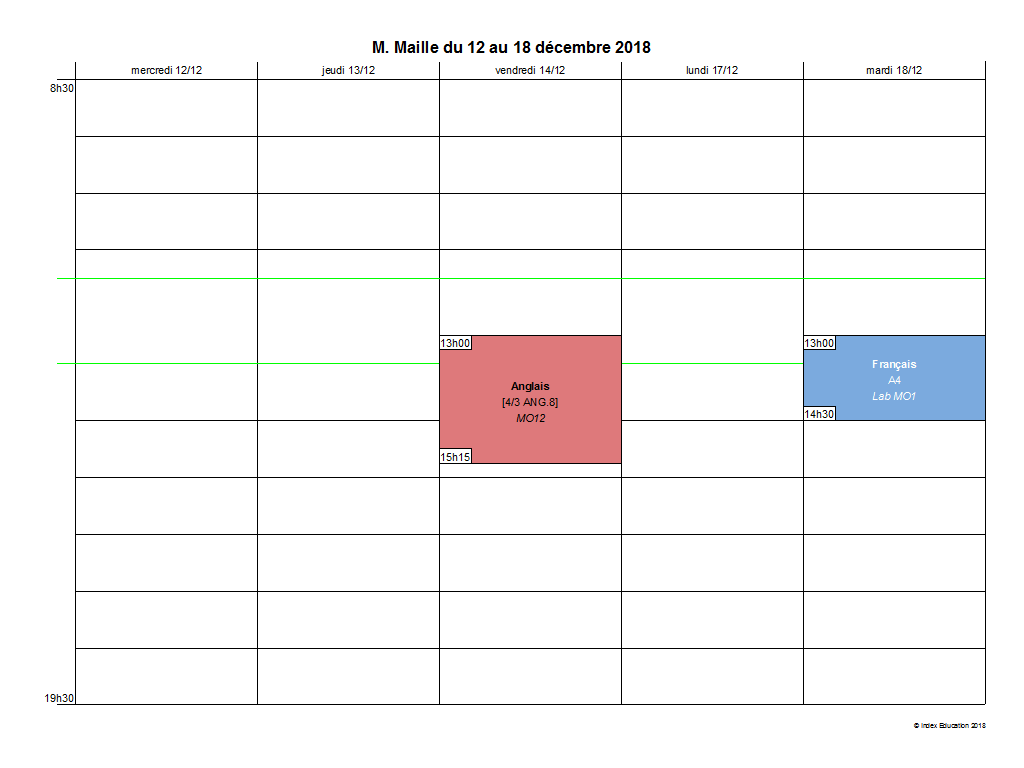 M. Maille du 12 au 18 décembre 2018
mercredi 12/12 jeudi 13/12 vendredi 14/12 lundi 17/12 mardi 18/12
8h30
13h00
Anglais
[4/3 ANG.8]
MO12
15h15
13h00
Français
A4
Lab MO1
14h30
19h30
© Index Education 2018